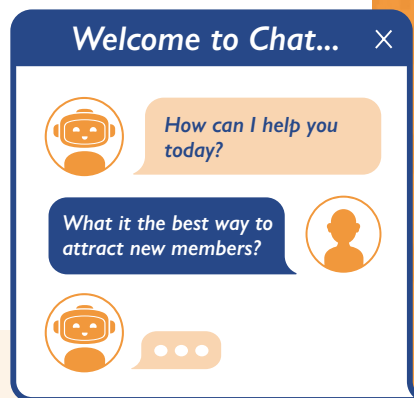 Welcome to Chat...
How can I help you
today?
What it the best way to
attract new members?